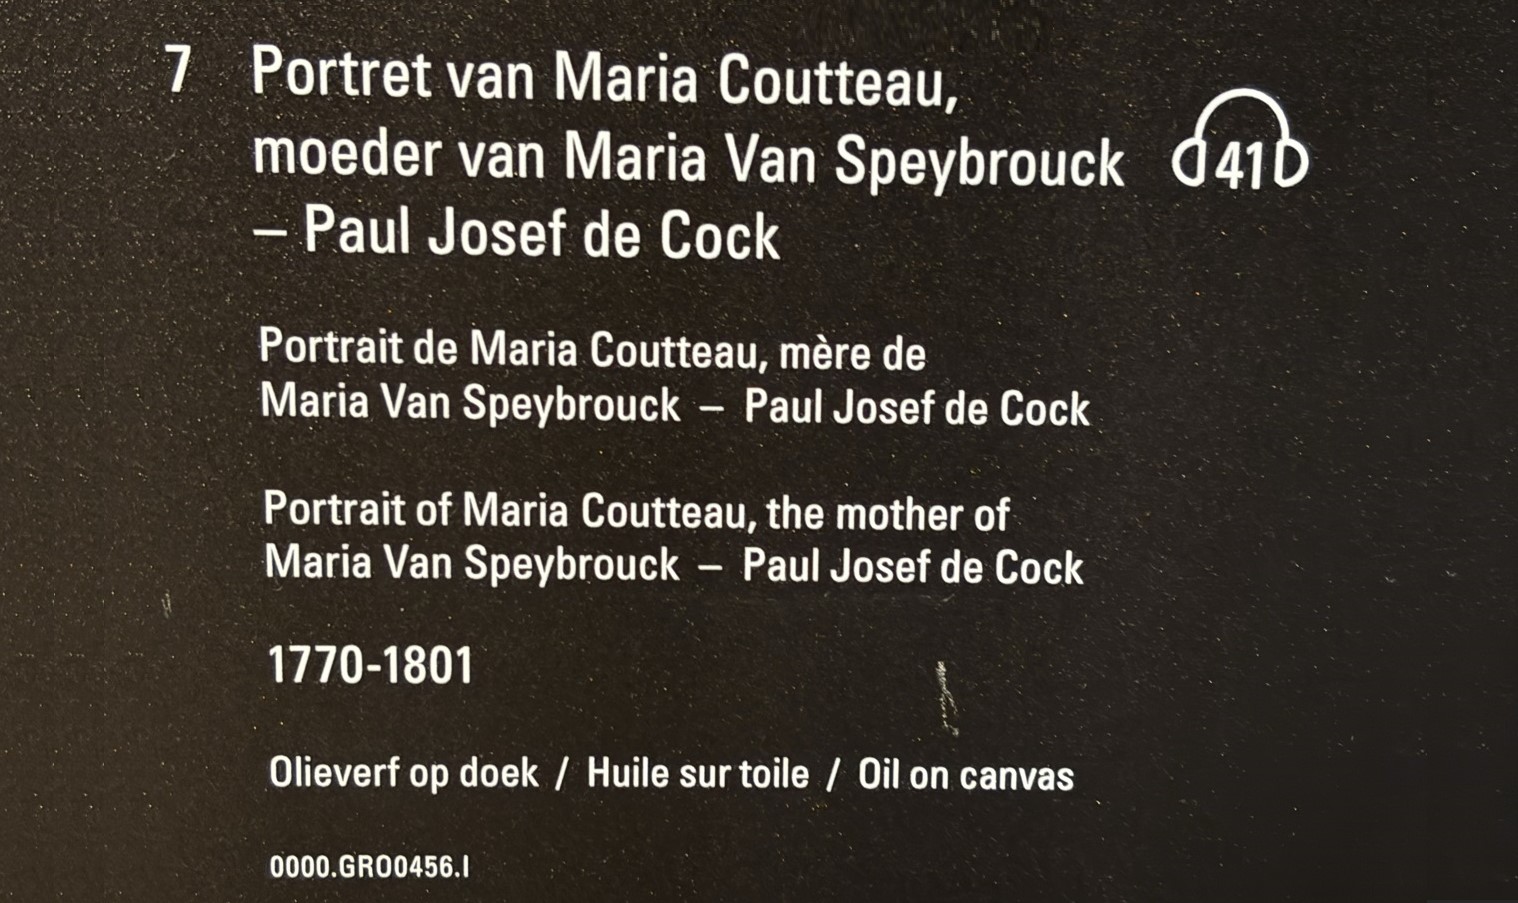 7 Portret van Maria Coutteau,
moeder van Maria Van Speybrouck 41
– Paul Josef de Cock
Portrait de Maria Coutteau, mère de
Maria Van Speybrouck – Paul Josef de Cock
Portrait of Maria Coutteau, the mother of
Maria Van Speybrouck – Paul Josef de Cock
1770-1801
Olieverf op doek / Huile sur toile / Oil on canvas
0000.GRO0456.I